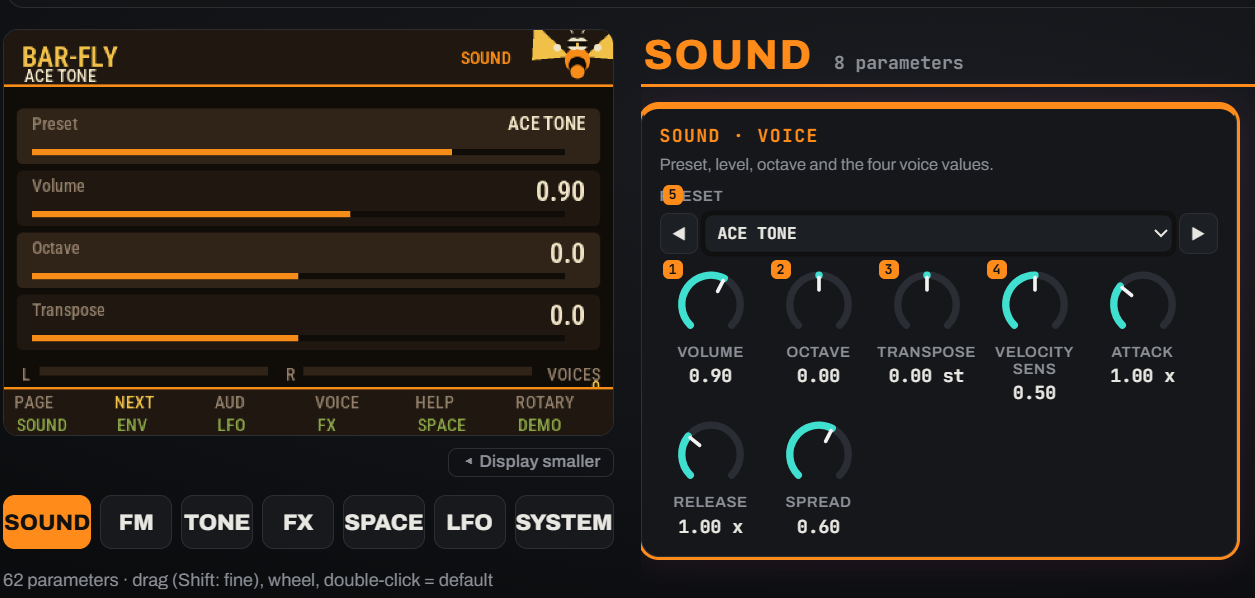 BAR-FLY
ACE TONE
SOUND
Preset ACE TONE
Volume 0.90
Octave 0.0
Transpose 0.0
L R VOICES
0
PAGE NEXT AUD VOICE HELP ROTARY
SOUND ENV LFO FX SPACE DEMO
◄ Display smaller
SOUND FM TONE FX SPACE LFO SYSTEM
62 parameters · drag (Shift: fine), wheel, double-click = default
SOUND 8 parameters
SOUND · VOICE
Preset, level, octave and the four voice values.
5 ESET
◀ ACE TONE ▶
1 2 3 4
VOLUME OCTAVE TRANSPOSE VELOCITY SENS ATTACK
0.90 0.00 0.00 st 0.50 1.00 x
RELEASE SPREAD
1.00 x 0.60